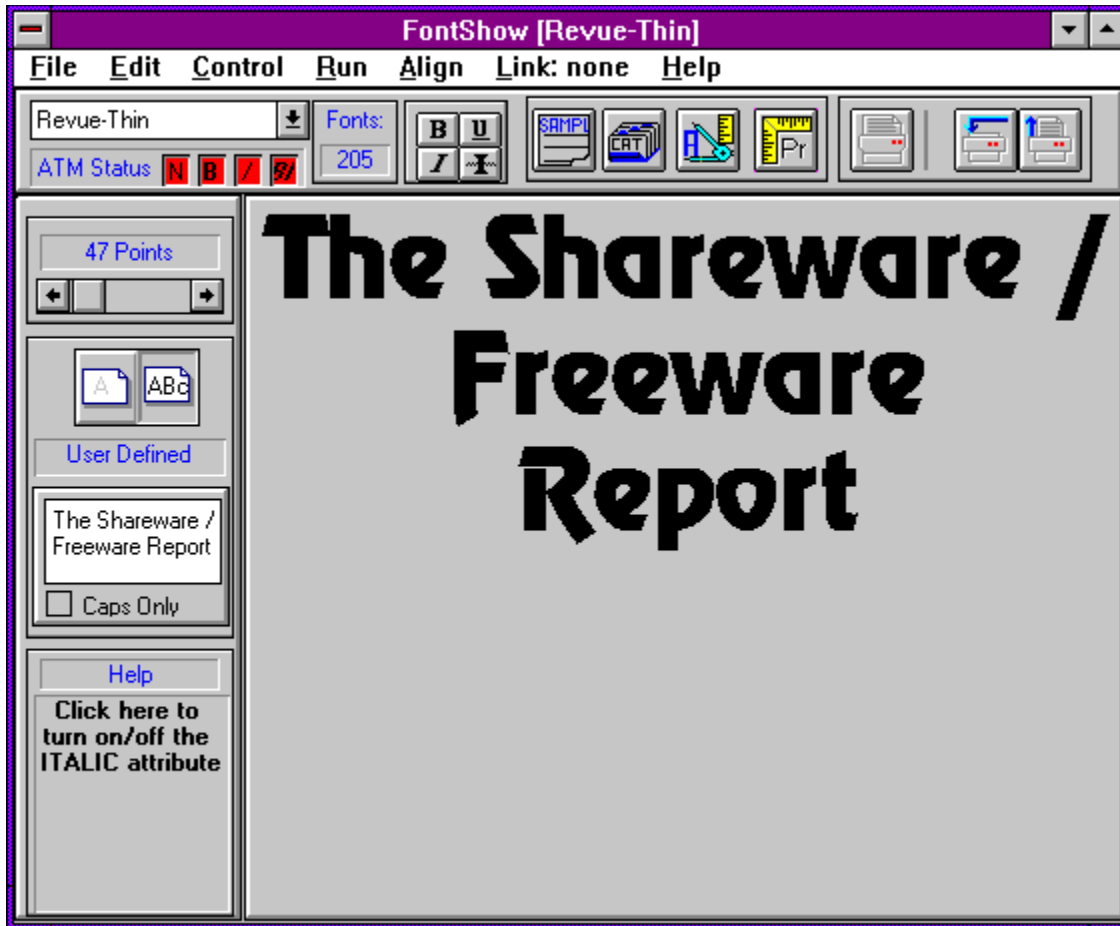 FontShow [Revue-Thin]
File Edit Control Run Align Link: none Help
Revue-Thin
Fonts:
205
ATM Status N B I
B U
I T
SAMPL
CAT
A
Pr
47 Points
A ABc
User Defined
The Shareware /
Freeware Report
Caps Only
Help
Click here to
turn on/off the
ITALIC attribute
The Shareware /
Freeware
Report